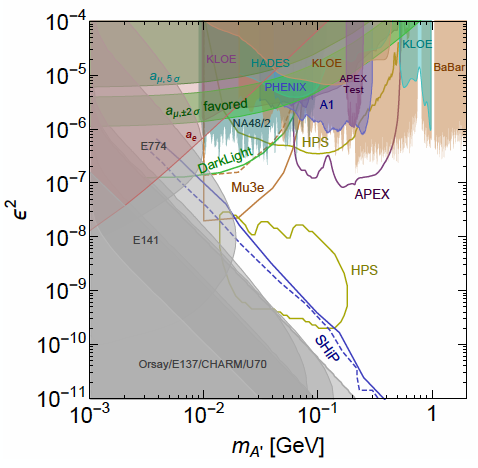 10⁻⁴
KLOE
HADES
KLOE
KLOE
BaBar
a_μ,5σ
APEX
Test
10⁻⁵
PHENIX
A1
a_μ,±2σ favored
NA48/2
10⁻⁶
a_e
E774
HPS
DarkLight
10⁻⁷
Mu3e
APEX
ϵ²
10⁻⁸
E141
HPS
10⁻⁹
SHiP
10⁻¹⁰
Orsay/E137/CHARM/U70
10⁻¹¹
10⁻³
10⁻²
10⁻¹
1
m_A' [GeV]